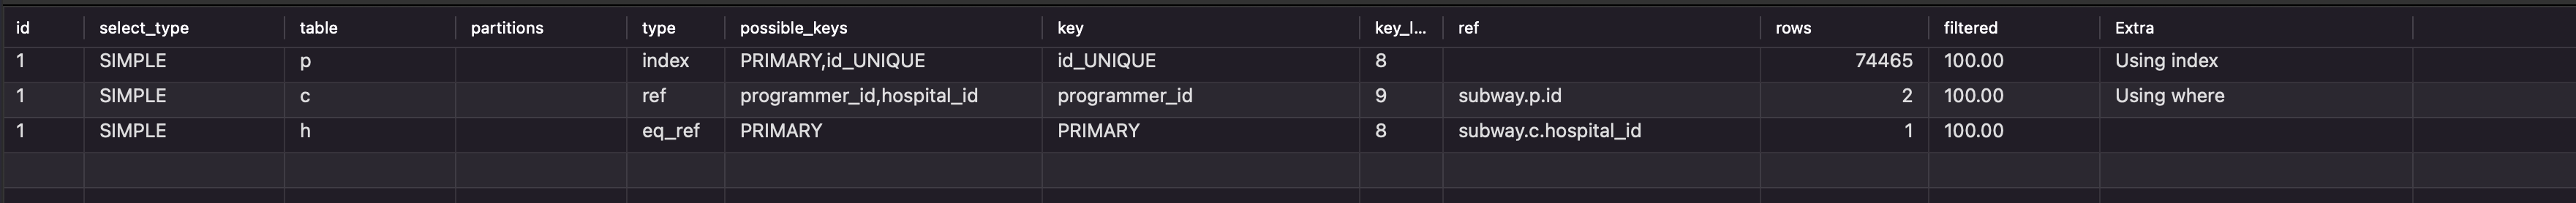 id select_type table partitions type possible_keys key key_l... ref rows filtered Extra
1 SIMPLE p index PRIMARY,id_UNIQUE id_UNIQUE 8 74465 100.00 Using index
1 SIMPLE c ref programmer_id,hospital_id programmer_id 9 subway.p.id 2 100.00 Using where
1 SIMPLE h eq_ref PRIMARY PRIMARY 8 subway.c.hospital_id 1 100.00